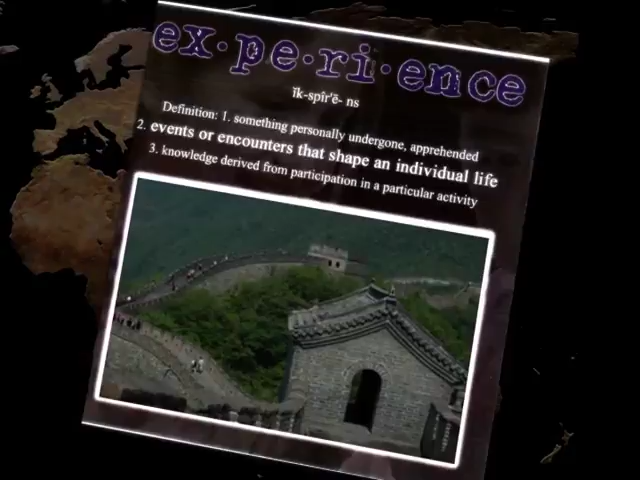 ex·pe·ri·ence
ĭk-spîr'ē- ns
Definition: 1. something personally undergone, apprehended
2. events or encounters that shape an individual life
3. knowledge derived from participation in a particular activity